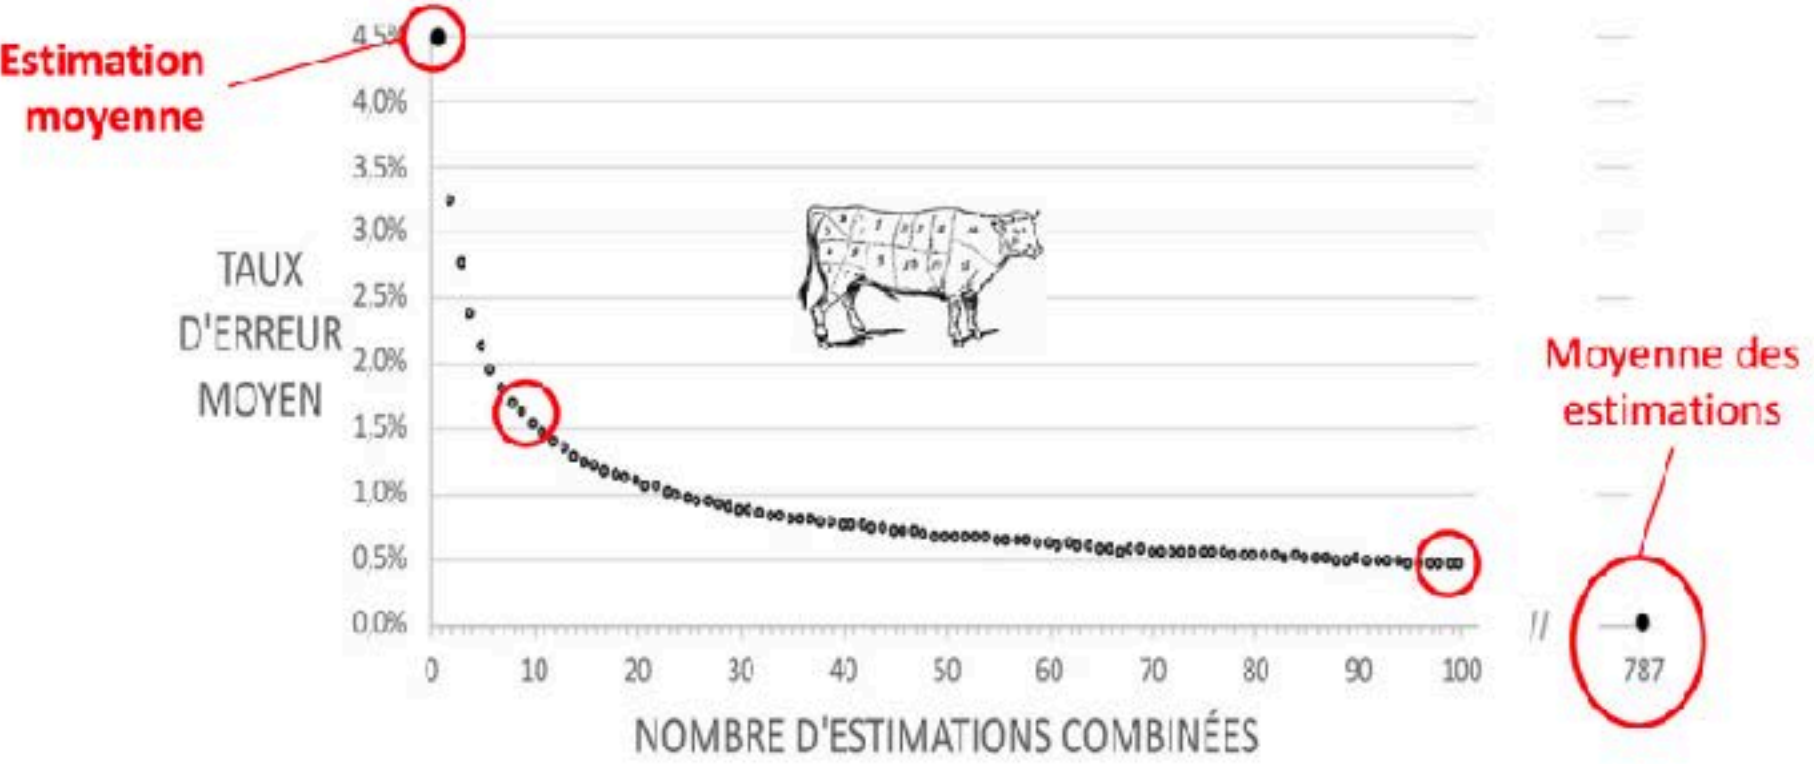 4.5%
Estimation
moyenne
4.0%
3.5%
3.0%
TAUX
D'ERREUR
MOYEN
2.5%
2.0%
1.5%
1.0%
0.5%
0.0%
Moyenne des
estimations
0 10 20 30 40 50 60 70 80 90 100 // 787
NOMBRE D'ESTIMATIONS COMBINÉES